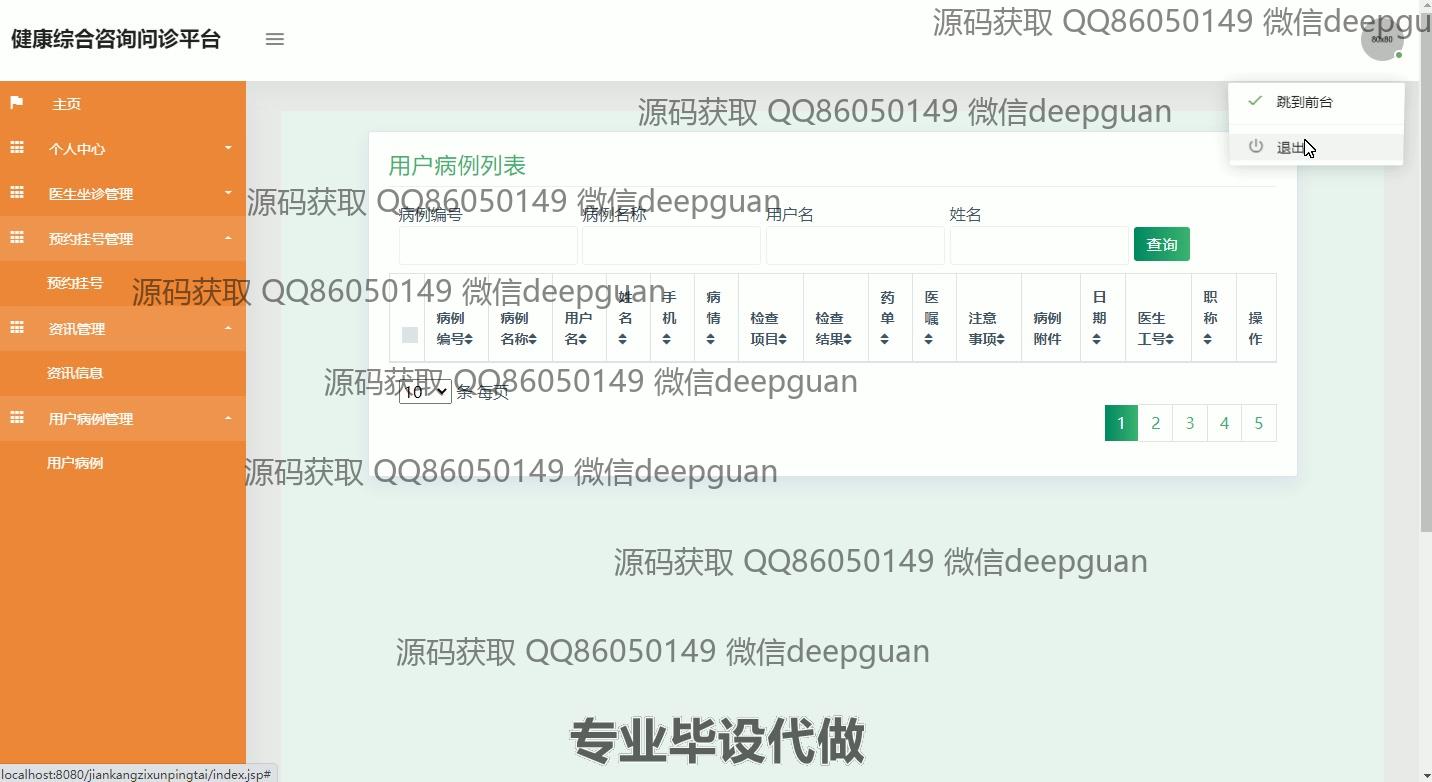 健康综合咨询问诊平台
源码获取 QQ86050149 微信deepgu
80x80
主页
跳到前台
源码获取 QQ86050149 微信deepguan
个人中心
退出
用户病例列表
医生坐诊管理
源码获取 QQ86050149 微信deepguan
病例编号 病例名称 用户名 姓名
预约挂号管理
查询
预约挂号
源码获取 QQ86050149 微信deepguan
病例编号 病例名称 用户名 姓名 手机 病情 检查项目 检查结果 药单 医嘱 注意事项 病例附件 日期 医生工号 职称 操作
资讯管理
资讯信息
源码获取 QQ86050149 微信deepguan
10 条 每页
用户病例管理
1 2 3 4 5
用户病例
源码获取 QQ86050149 微信deepguan
源码获取 QQ86050149 微信deepguan
源码获取 QQ86050149 微信deepguan
专业毕设代做
localhost:8080/jiankangzixunpingtai/index.jsp#